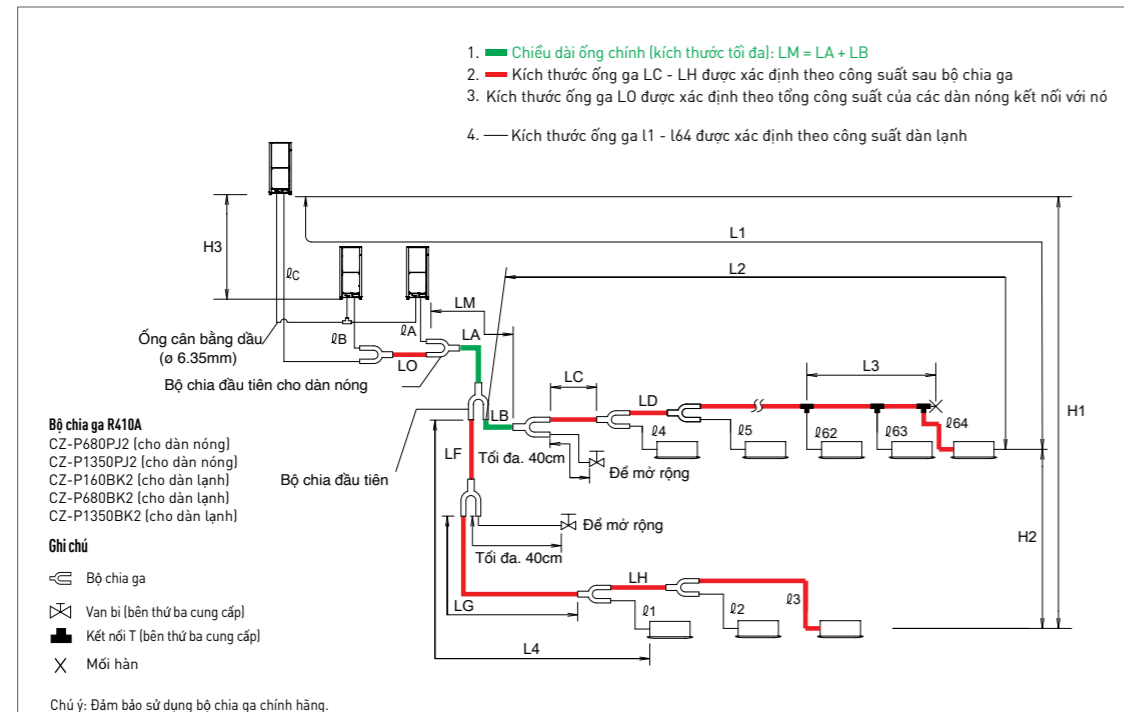 1. Chiều dài ống chính (kích thước tối đa): LM = LA + LB
2. Kích thước ống ga LC - LH được xác định theo công suất sau bộ chia ga
3. Kích thước ống ga LO được xác định theo tổng công suất của các dàn nóng kết nối với nó
4. Kích thước ống ga l1 - l64 được xác định theo công suất dàn lạnh
H3
L1
L2
ℓC
LM
Ống cân bằng dầu
(ø 6.35mm)
ℓB
ℓA
LA
LO
Bộ chia đầu tiên cho dàn nóng
LC
L3
LD
H1
LB
ℓ4
ℓ5
ℓ62
ℓ63
ℓ64
Tối đa. 40cm
Để mở rộng
LF
Bộ chia đầu tiên
Bộ chia ga R410A
CZ-P680PJ2 (cho dàn nóng)
CZ-P1350PJ2 (cho dàn nóng)
CZ-P160BK2 (cho dàn lạnh)
CZ-P680BK2 (cho dàn lạnh)
CZ-P1350BK2 (cho dàn lạnh)
Để mở rộng
Tối đa. 40cm
H2
Ghi chú
Bộ chia ga
Van bi (bên thứ ba cung cấp)
Kết nối T (bên thứ ba cung cấp)
Mối hàn
LH
LG
ℓ1
ℓ2
ℓ3
L4
Chú ý: Đảm bảo sử dụng bộ chia ga chính hãng.